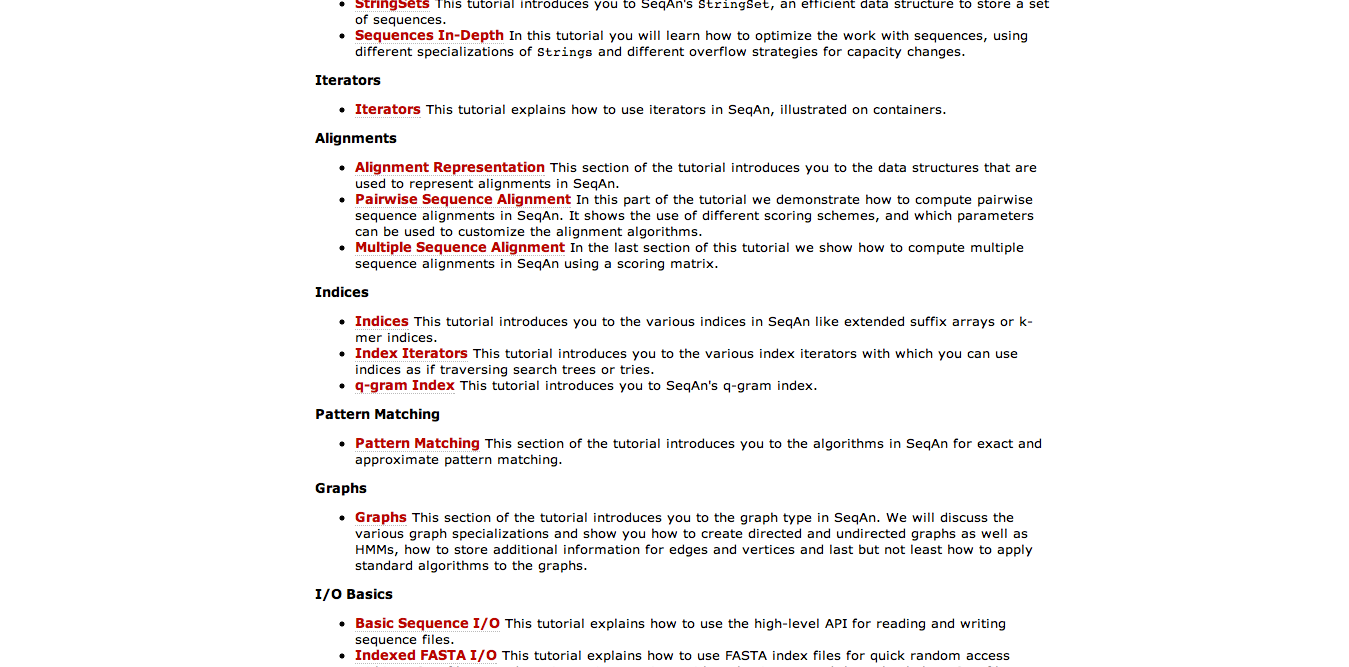 StringSets This tutorial introduces you to SeqAn's StringSet, an efficient data structure to store a set
of sequences.
Sequences In-Depth In this tutorial you will learn how to optimize the work with sequences, using
different specializations of Strings and different overflow strategies for capacity changes.
Iterators
Iterators This tutorial explains how to use iterators in SeqAn, illustrated on containers.
Alignments
Alignment Representation This section of the tutorial introduces you to the data structures that are
used to represent alignments in SeqAn.
Pairwise Sequence Alignment In this part of the tutorial we demonstrate how to compute pairwise
sequence alignments in SeqAn. It shows the use of different scoring schemes, and which parameters
can be used to customize the alignment algorithms.
Multiple Sequence Alignment In the last section of this tutorial we show how to compute multiple
sequence alignments in SeqAn using a scoring matrix.
Indices
Indices This tutorial introduces you to the various indices in SeqAn like extended suffix arrays or k-
mer indices.
Index Iterators This tutorial introduces you to the various index iterators with which you can use
indices as if traversing search trees or tries.
q-gram Index This tutorial introduces you to SeqAn's q-gram index.
Pattern Matching
Pattern Matching This section of the tutorial introduces you to the algorithms in SeqAn for exact and
approximate pattern matching.
Graphs
Graphs This section of the tutorial introduces you to the graph type in SeqAn. We will discuss the
various graph specializations and show you how to create directed and undirected graphs as well as
HMMs, how to store additional information for edges and vertices and last but not least how to apply
standard algorithms to the graphs.
I/O Basics
Basic Sequence I/O This tutorial explains how to use the high-level API for reading and writing
sequence files.
Indexed FASTA I/O This tutorial explains how to use FASTA index files for quick random access